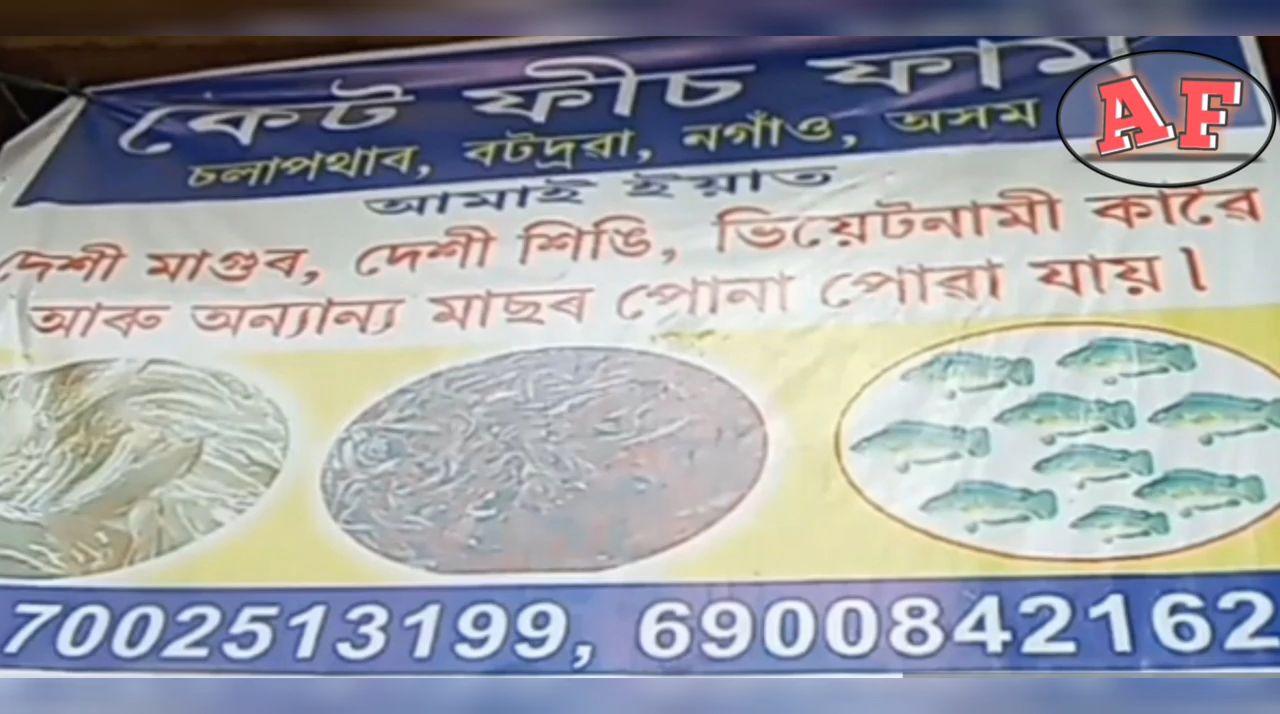 কেট ফীচ ফাম
AF
চলাপথাৰ, বটদ্ৰৱা, নগাঁও, অসম
আমাই ইয়াত
দেশী মাগুৰ, দেশী শিঙি, ভিয়েটনামী কাৱৈ
আৰু অন্যান্য মাছৰ পোনা পোৱা যায়।
7002513199, 6900842162